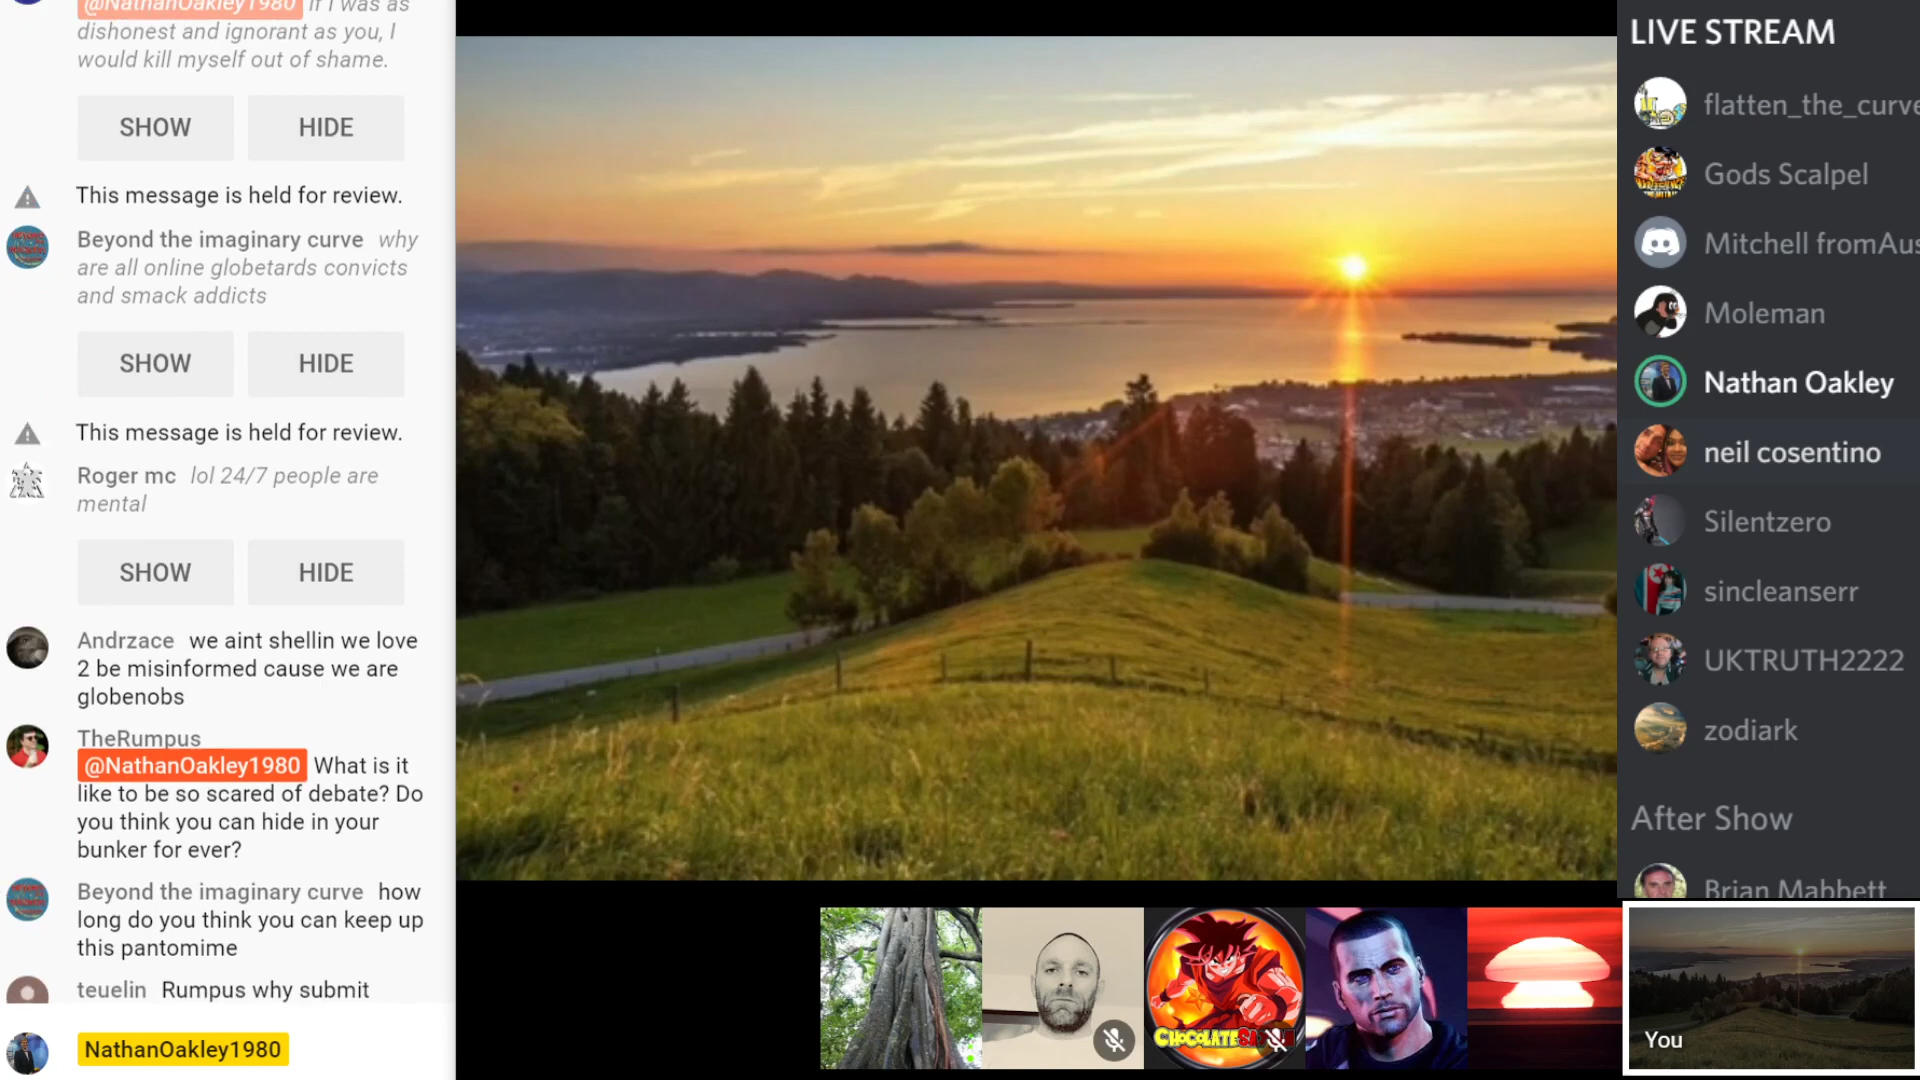 @NathanOakley1980 If I was as
dishonest and ignorant as you, I
would kill myself out of shame.
SHOW HIDE
This message is held for review.
Beyond the imaginary curve why
are all online globetards convicts
and smack addicts
SHOW HIDE
This message is held for review.
Roger mc lol 24/7 people are
mental
SHOW HIDE
Andrzace we aint shellin we love
2 be misinformed cause we are
globenobs
TheRumpus
@NathanOakley1980 What is it
like to be so scared of debate? Do
you think you can hide in your
bunker for ever?
Beyond the imaginary curve how
long do you think you can keep up
this pantomime
teuelin Rumpus why submit
NathanOakley1980
LIVE STREAM
flatten_the_curve
Gods Scalpel
Mitchell fromAus
Moleman
Nathan Oakley
neil cosentino
Silentzero
sincleanserr
UKTRUTH2222
zodiark
After Show
Brian Mabbett
You